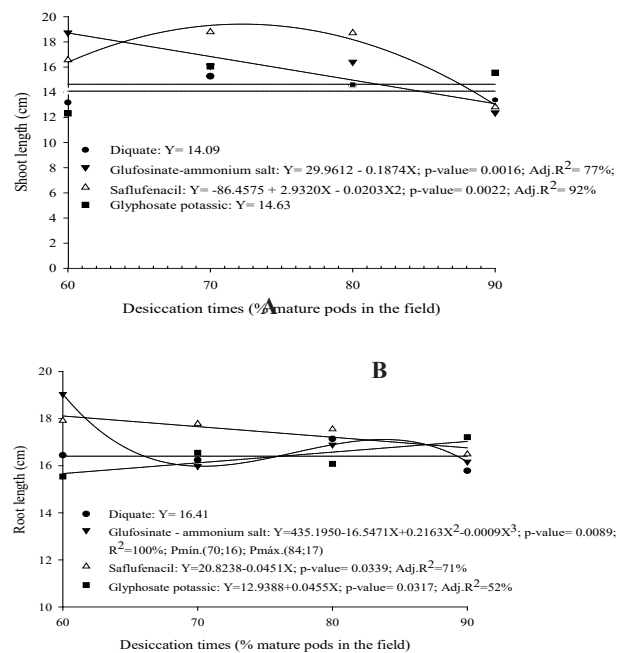 20
18
16
14
12
10
8
6
4
2
0
Shoot length (cm)
Diquate: Y= 14.09
Glufosinate-ammonium salt: Y= 29.9612 - 0.1874X; p-value= 0.0016; Adj.R2= 77%;
Saflufenacil: Y= -86.4575 + 2.9320X - 0.0203X2; p-value= 0.0022; Adj.R2= 92%
Glyphosate potassic: Y= 14.63
60 70 80 90
Desiccation times (% mature pods in the field)
A
B
20
18
16
14
12
10
Root length (cm)
Diquate: Y= 16.41
Glufosinate - ammonium salt: Y=435.1950-16.5471X+0.2163X2-0.0009X3; p-value= 0.0089;
R2=100%; Pmín.(70;16); Pmáx.(84;17)
Saflufenacil: Y=20.8238-0.0451X; p-value= 0.0339; Adj.R2=71%
Glyphosate potassic: Y=12.9388+0.0455X; p-value= 0.0317; Adj.R2=52%
60 70 80 90
Desiccation times (% mature pods in the field)